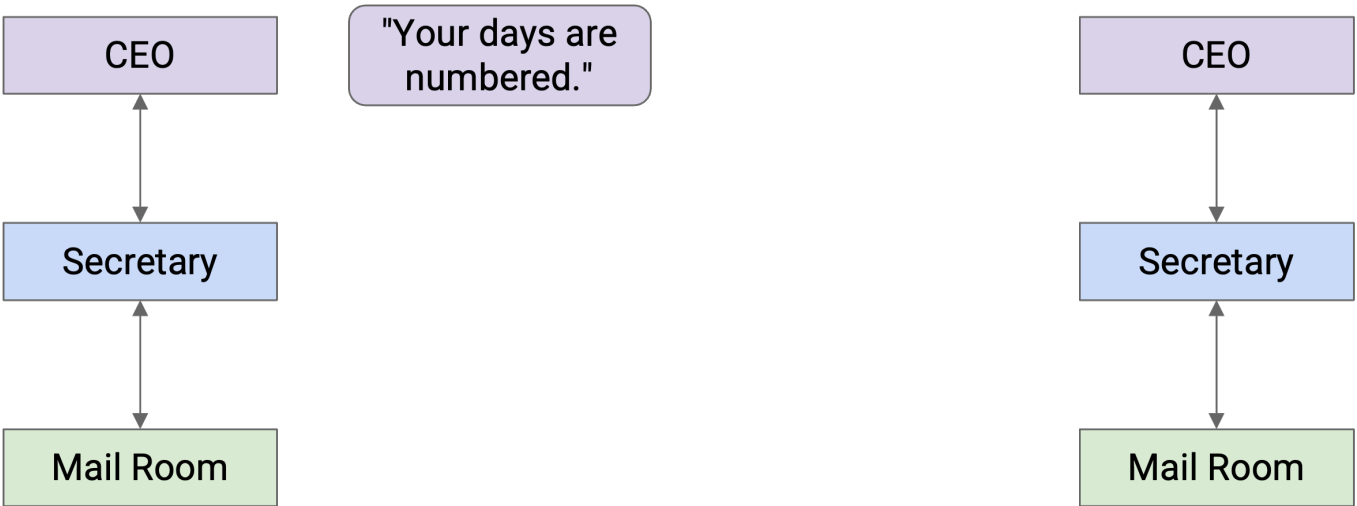 CEO
"Your days are
numbered."
CEO
Secretary
Secretary
Mail Room
Mail Room